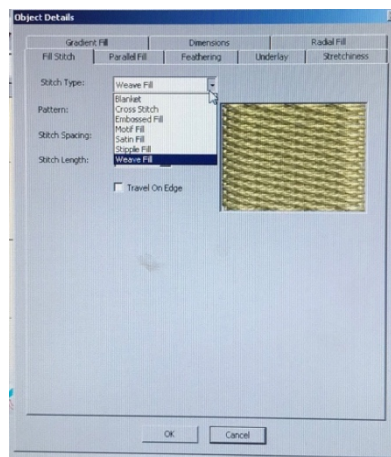 Object Details
Gradient Fill Dimensions Radial Fill
Fill Stitch Parallel Fill Feathering Underlay Stretchiness
Stitch Type: Weave Fill
Blanket
Cross Stitch
Embossed Fill
Motif Fill
Satin Fill
Stipple Fill
Weave Fill
Pattern:
Stitch Spacing:
Stitch Length:
Travel On Edge
OK Cancel